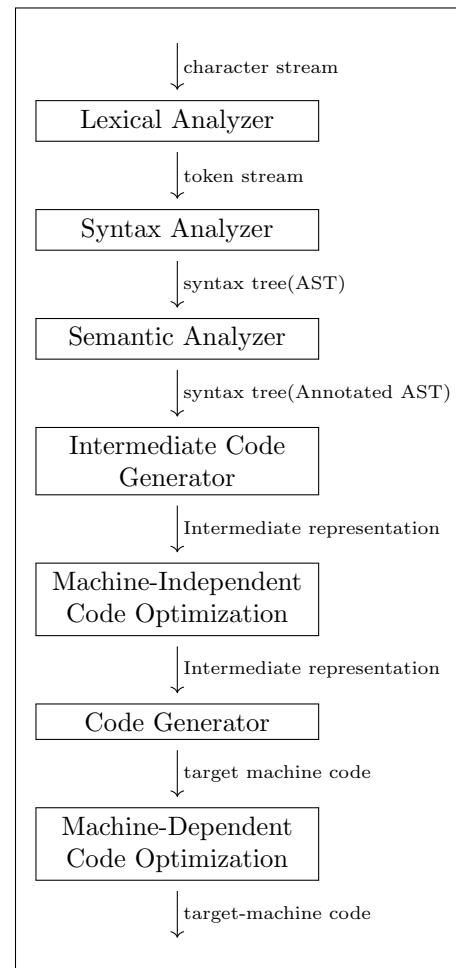 character stream
Lexical Analyzer
token stream
Syntax Analyzer
syntax tree(AST)
Semantic Analyzer
syntax tree(Annotated AST)
Intermediate Code
Generator
Intermediate representation
Machine-Independent
Code Optimization
Intermediate representation
Code Generator
target machine code
Machine-Dependent
Code Optimization
target-machine code